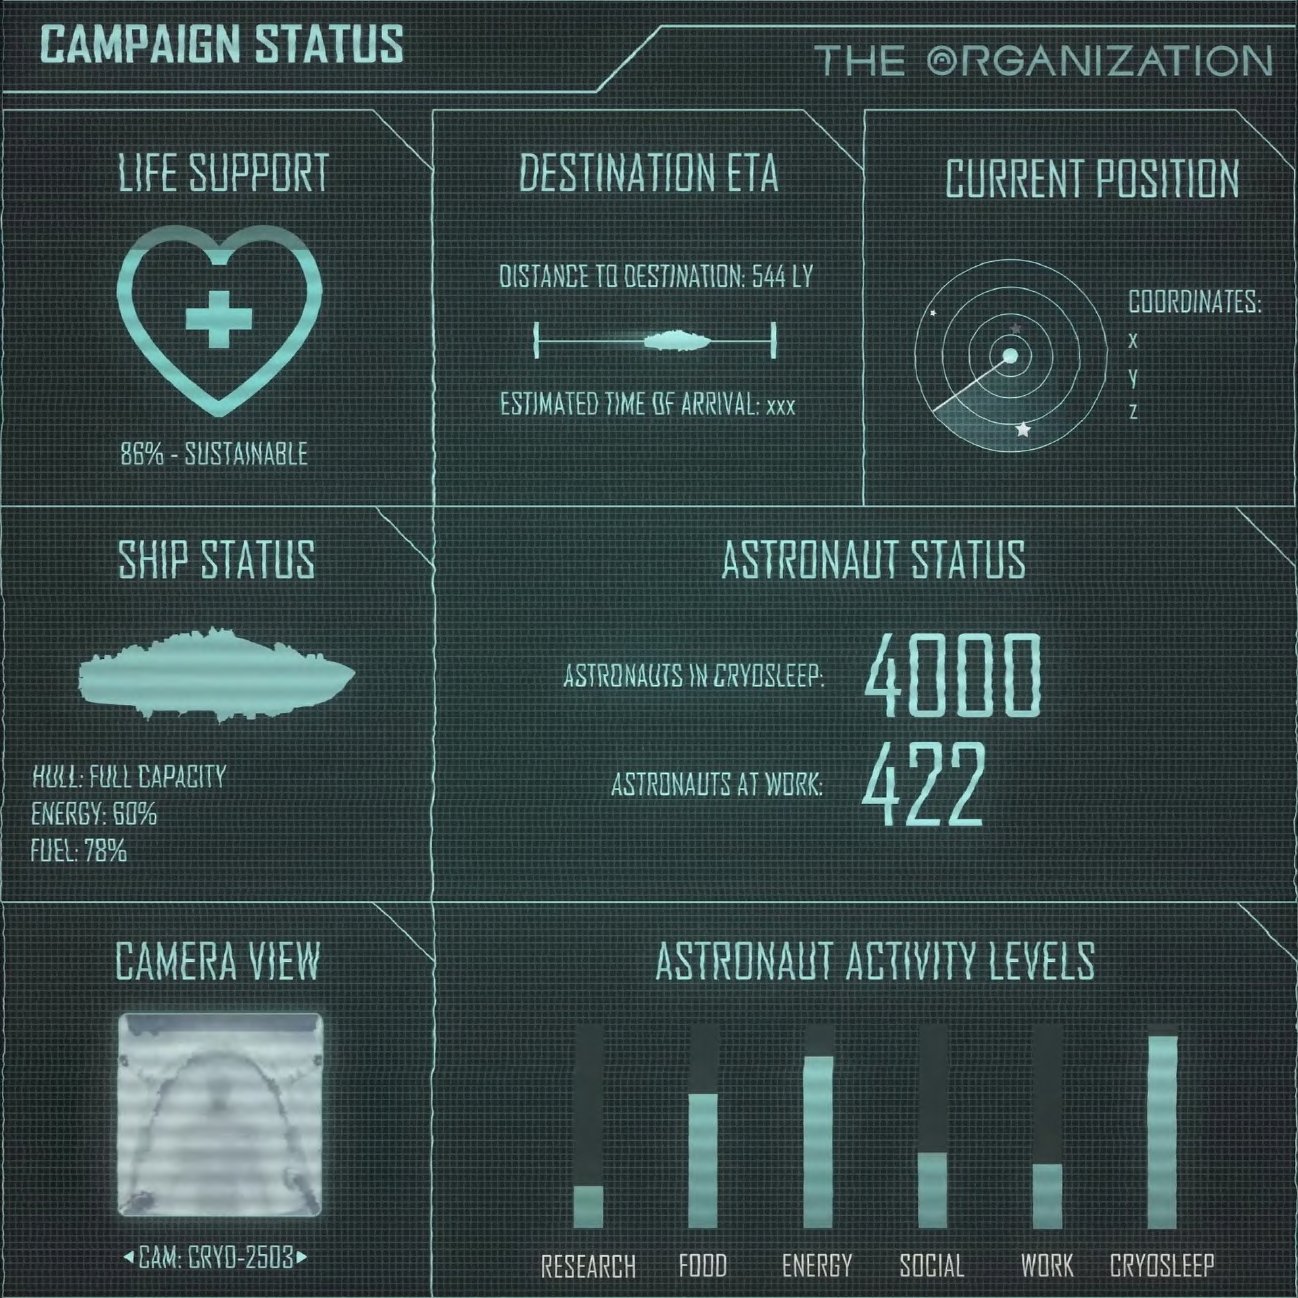 CAMPAIGN STATUS
THE ORGANIZATION
LIFE SUPPORT
86% - SUSTAINABLE
DESTINATION ETA
DISTANCE TO DESTINATION: 544 LY
ESTIMATED TIME OF ARRIVAL: xxx
CURRENT POSITION
COORDINATES:
X
Y
Z
SHIP STATUS
HULL: FULL CAPACITY
ENERGY: 60%
FUEL: 78%
ASTRONAUT STATUS
ASTRONAUTS IN CRYOSLEEP: 4000
ASTRONAUTS AT WORK: 422
CAMERA VIEW
CAM: CRYO-2503
ASTRONAUT ACTIVITY LEVELS
RESEARCH FOOD ENERGY SOCIAL WORK CRYOSLEEP